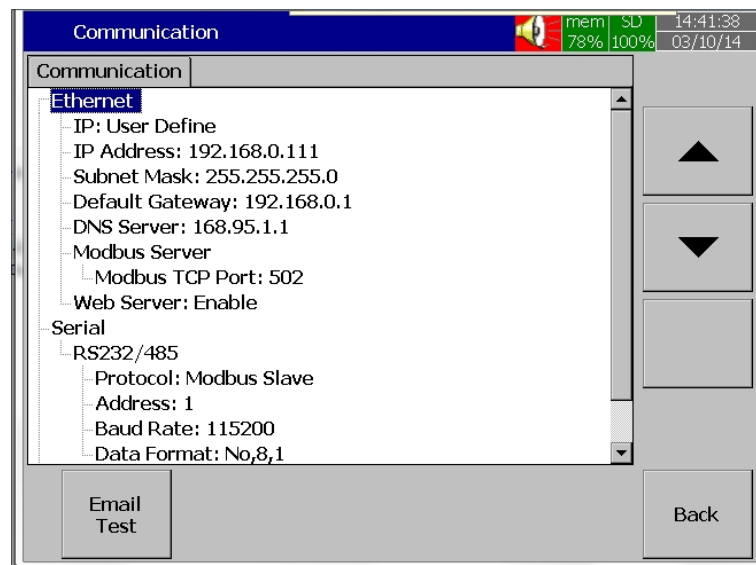 Communication
mem SD 14:41:38
78% 100% 03/10/14
Communication
Ethernet
IP: User Define
IP Address: 192.168.0.111
Subnet Mask: 255.255.255.0
Default Gateway: 192.168.0.1
DNS Server: 168.95.1.1
Modbus Server
Modbus TCP Port: 502
Web Server: Enable
Serial
RS232/485
Protocol: Modbus Slave
Address: 1
Baud Rate: 115200
Data Format: No,8,1
Email
Test
Back